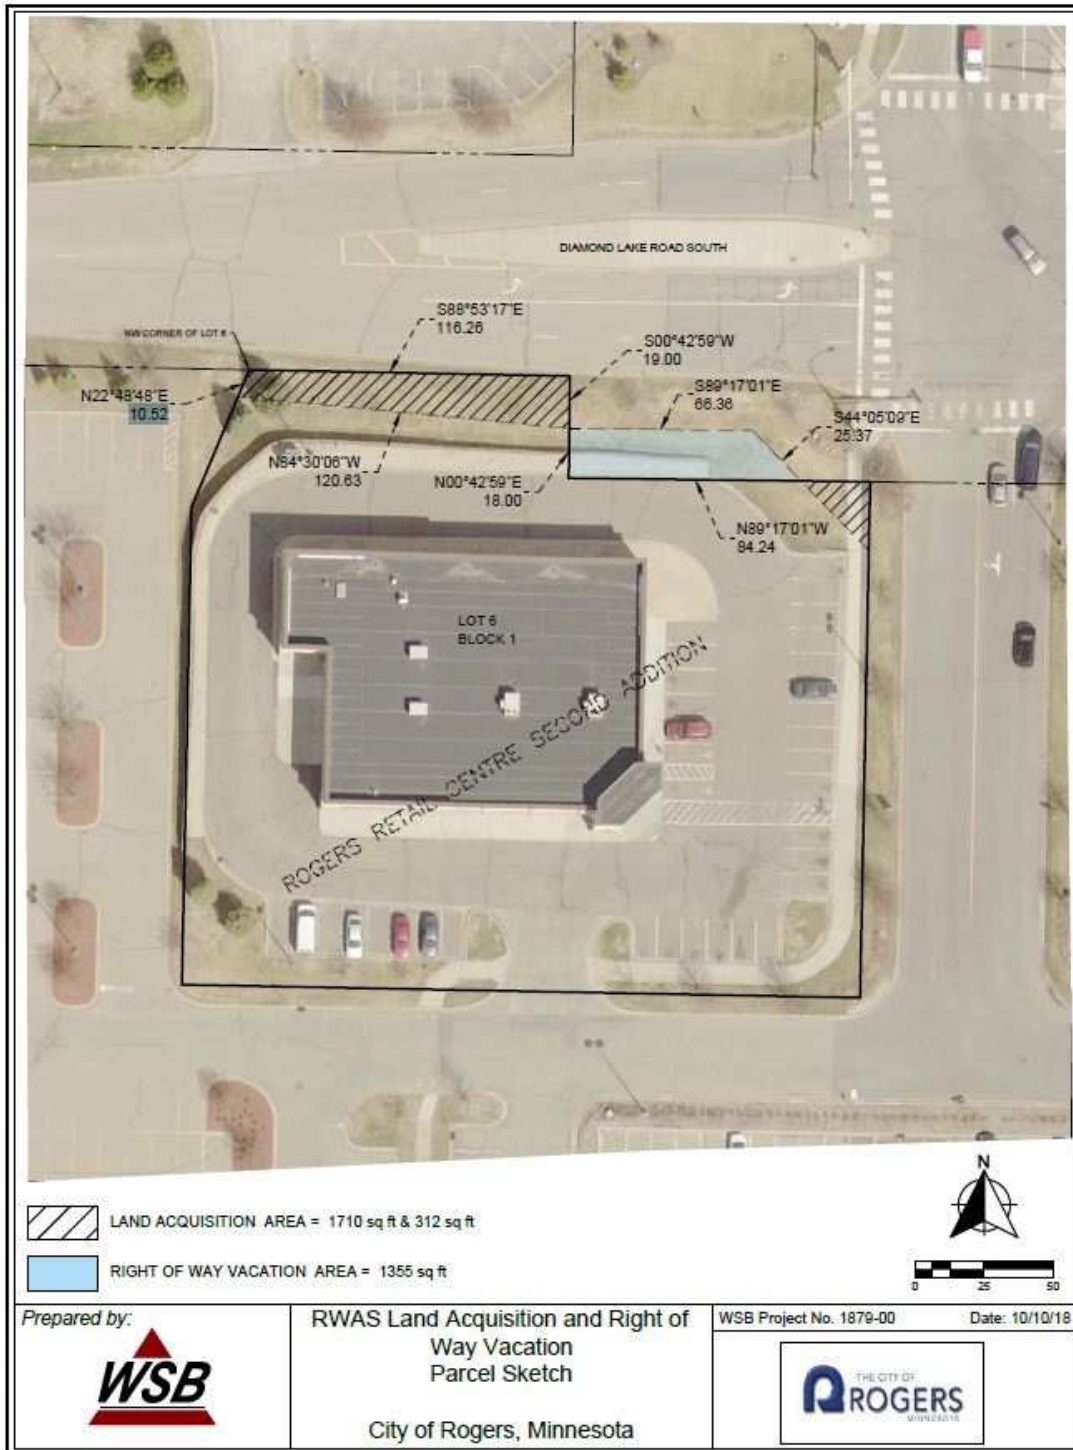 DIAMOND LAKE ROAD SOUTH
S88°53'17"E
116.26
NW CORNER OF LOT 6
S00°42'59"W
19.00
N22°48'48"E
10.52
S89°17'01"E
66.36
S44°05'09"E
25.37
N84°30'06"W
120.63
N00°42'59"E
18.00
N89°17'01"W
84.24
LOT 6
BLOCK 1
ROGERS RETAIL CENTRE SECOND ADDITION
N
LAND ACQUISITION AREA = 1710 sq ft & 312 sq ft
RIGHT OF WAY VACATION AREA = 1355 sq ft
0 25 50
Prepared by:
WSB
RWAS Land Acquisition and Right of
Way Vacation
Parcel Sketch
City of Rogers, Minnesota
WSB Project No. 1879-00 Date: 10/10/18
THE CITY OF
ROGERS
MINNESOTA